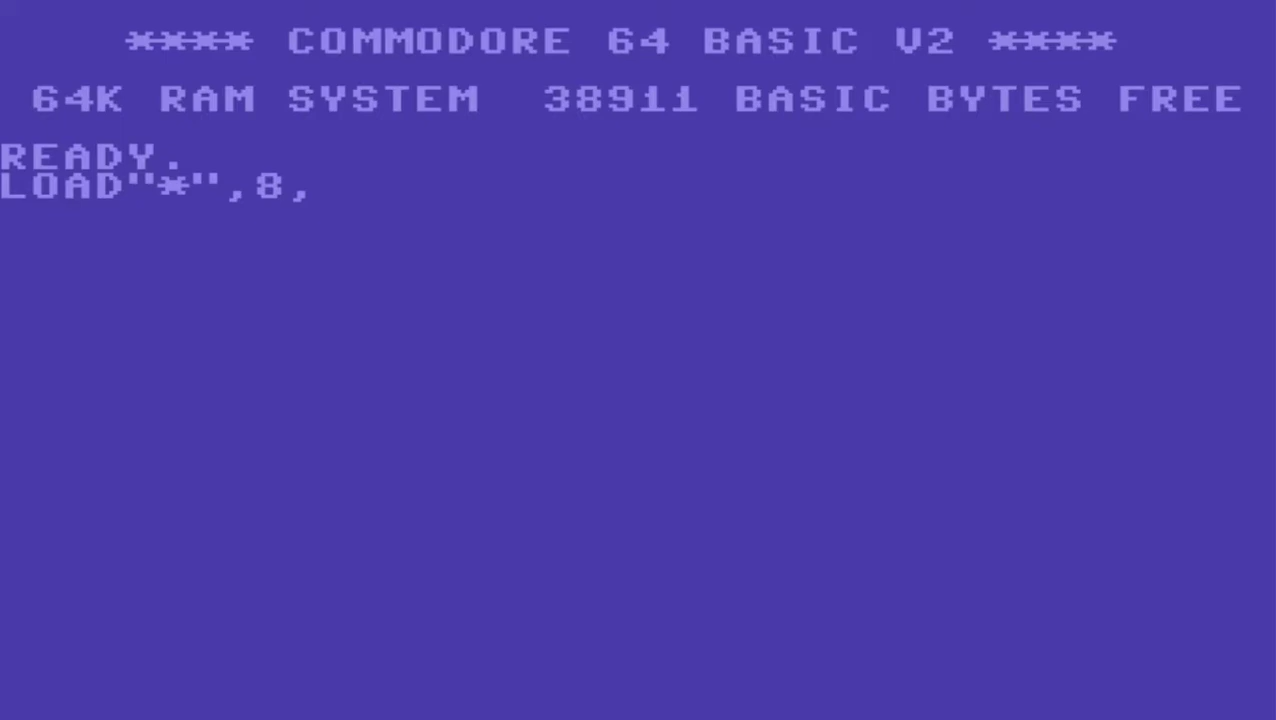 **** COMMODORE 64 BASIC V2 ****
64K RAM SYSTEM  38911 BASIC BYTES FREE
READY.
LOAD"*",8,